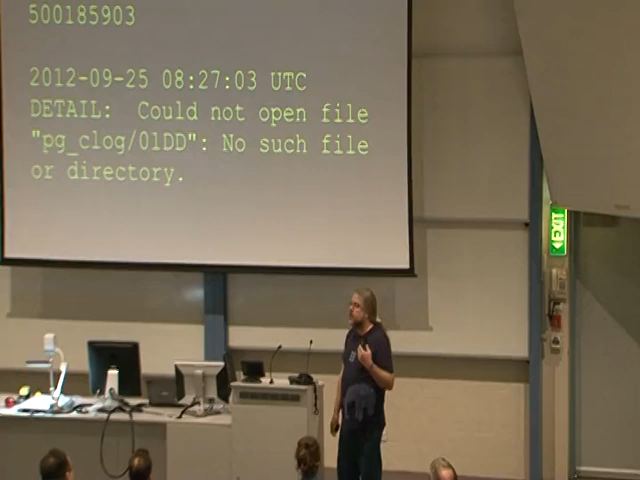 500185903
2012-09-25 08:27:03 UTC
DETAIL:  Could not open file
"pg_clog/01DD": No such file
or directory.
EXIT